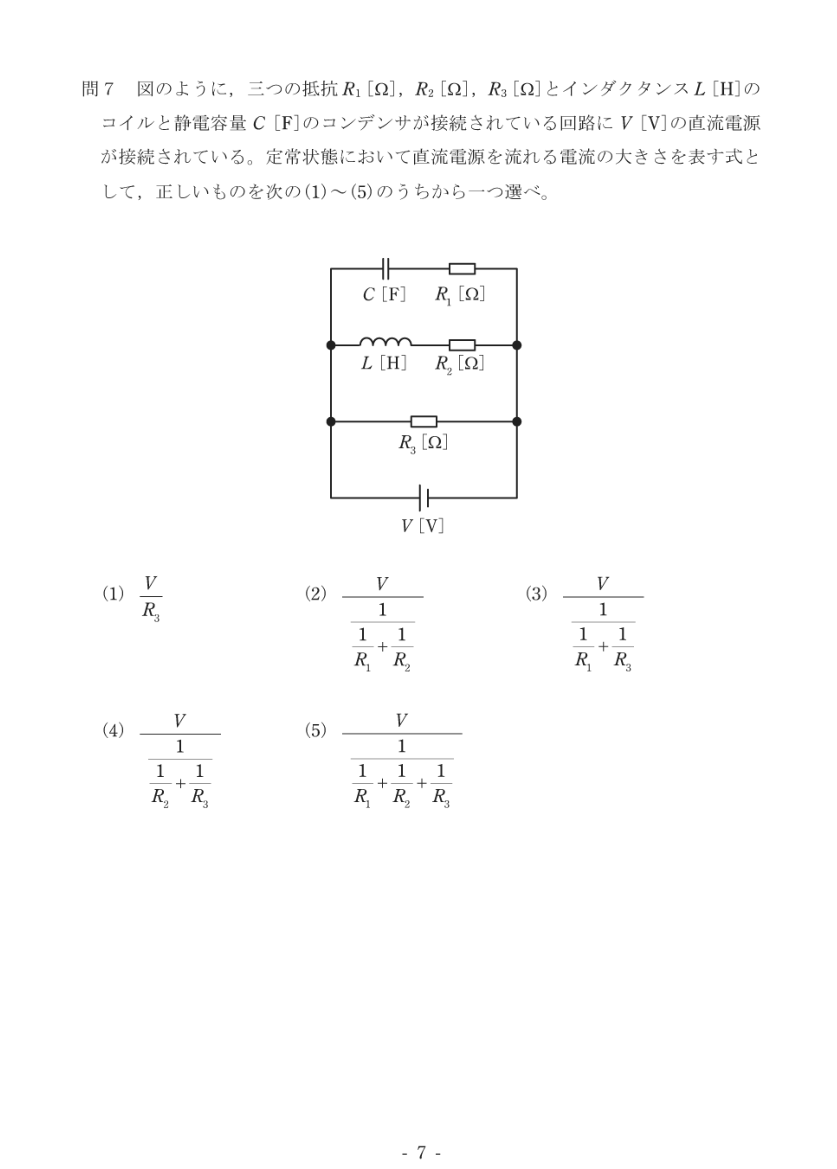 問7 図のように，三つの抵抗 R₁ [Ω]，R₂ [Ω]，R₃ [Ω]とインダクタンス L [H]の
コイルと静電容量 C [F]のコンデンサが接続されている回路に V [V]の直流電源
が接続されている。定常状態において直流電源を流れる電流の大きさを表す式と
して，正しいものを次の(1)～(5)のうちから一つ選べ。
C [F] R₁ [Ω]
L [H] R₂ [Ω]
R₃ [Ω]
V [V]
(1) V/R₃ (2) V/(1/(1/R₁+1/R₂)) (3) V/(1/(1/R₁+1/R₃))
(4) V/(1/(1/R₂+1/R₃)) (5) V/(1/(1/R₁+1/R₂+1/R₃))
- 7 -